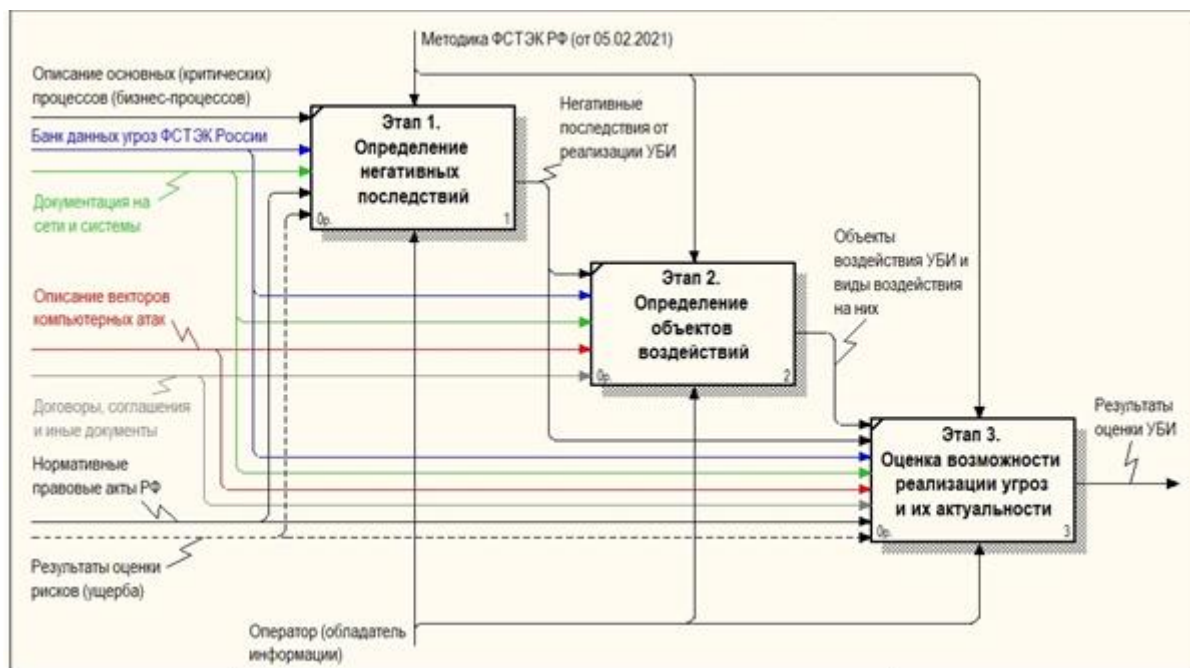 Методика ФСТЭК РФ (от 05.02.2021)
Описание основных (критических)
процессов (бизнес-процессов)
Банк данных угроз ФСТЭК России
Документация на
сети и системы
Описание векторов
компьютерных атак
Договоры, соглашения
и иные документы
Нормативные
правовые акты РФ
Результаты оценки
рисков (ущерба)
Оператор (обладатель
информации)
Этап 1.
Определение
негативных
последствий
0р.
1
Негативные
последствия от
реализации УБИ
Этап 2.
Определение
объектов
воздействий
0р.
2
Объекты
воздействия УБИ и
виды воздействия
на них
Этап 3.
Оценка возможности
реализации угроз
и их актуальности
0р.
3
Результаты
оценки УБИ